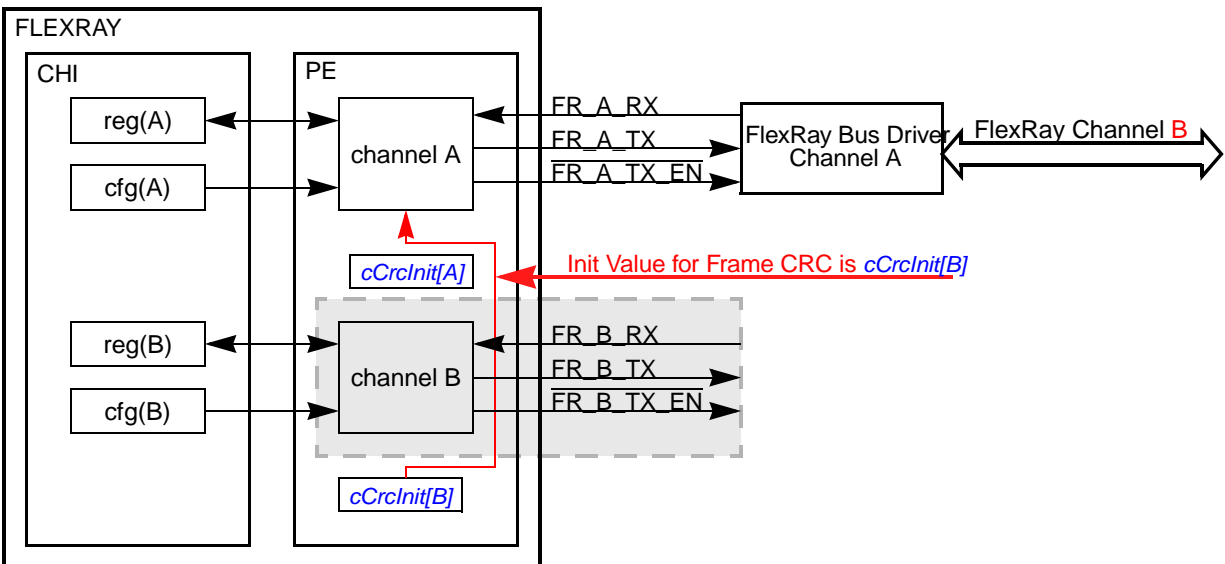 FLEXRAY
CHI
PE
reg(A)
cfg(A)
channel A
FR_A_RX
FR_A_TX
FR_A_TX_EN
FlexRay Bus Driver
Channel A
FlexRay Channel B
cCrcInit[A]
Init Value for Frame CRC is cCrcInit[B]
reg(B)
cfg(B)
channel B
FR_B_RX
FR_B_TX
FR_B_TX_EN
cCrcInit[B]